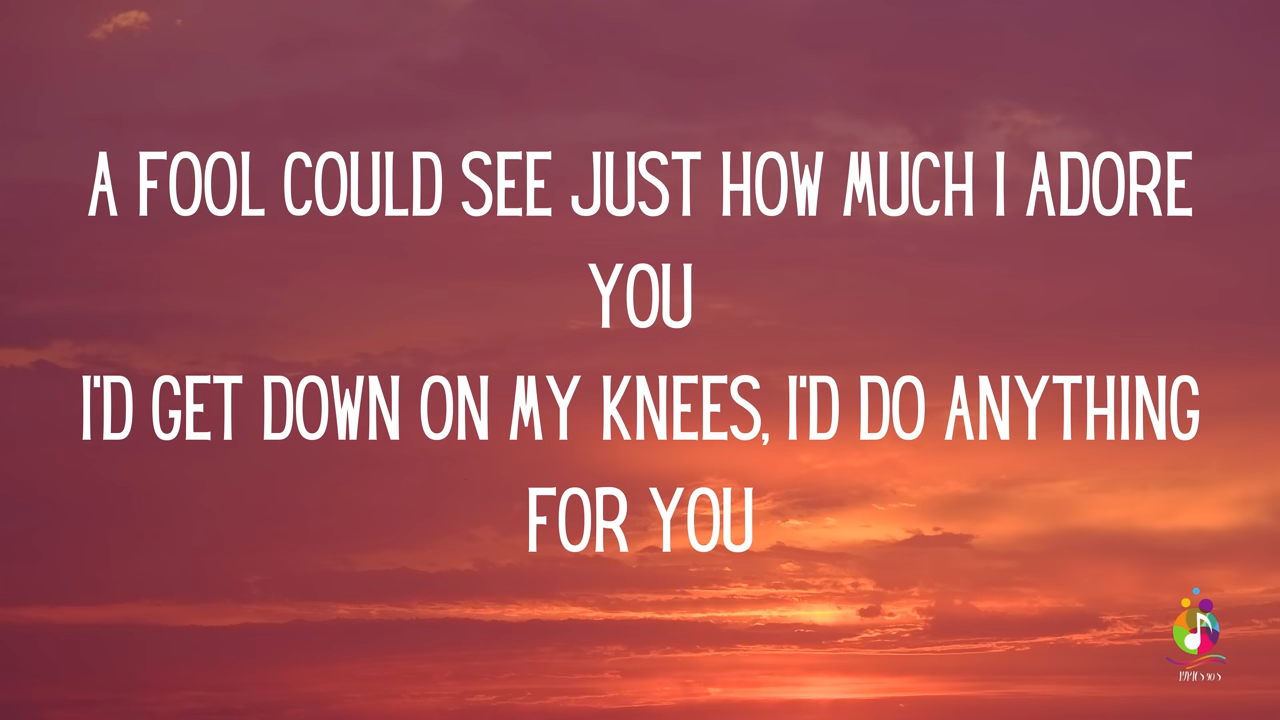 A FOOL COULD SEE JUST HOW MUCH I ADORE
YOU
I'D GET DOWN ON MY KNEES, I'D DO ANYTHING
FOR YOU